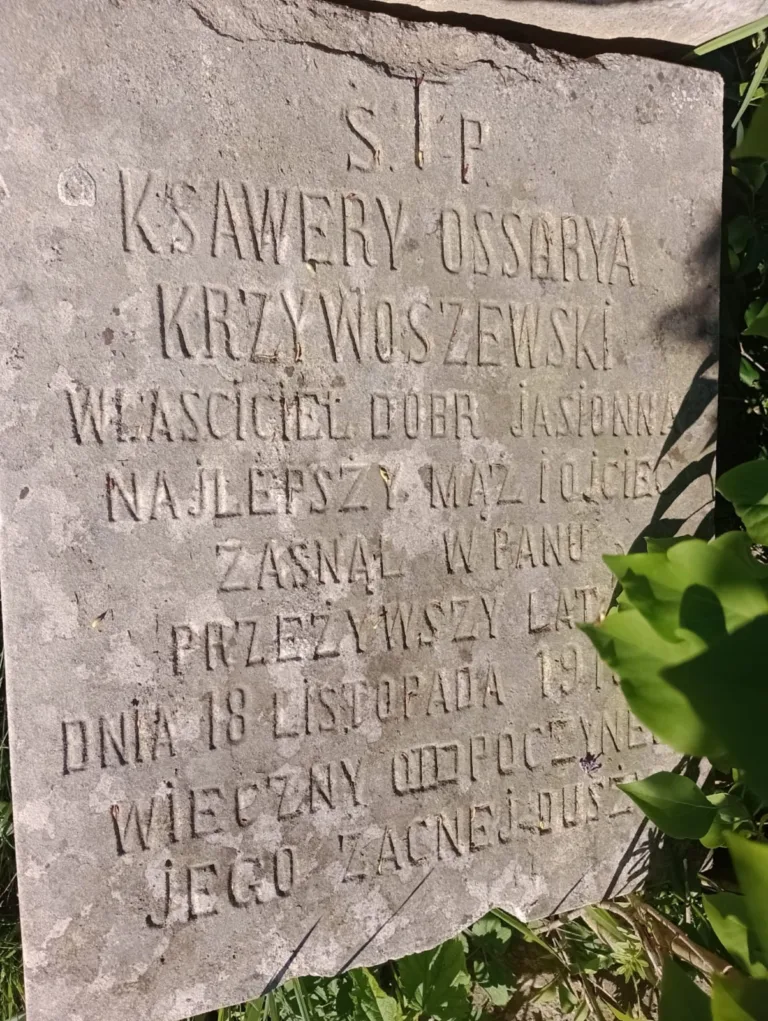 Ś. P
KSAWERY OSSORYA
KRZYWOSZEWSKI
WŁAŚCICIEL DÓBR JASIONNA
NAJLEPSZY MĄŻ I OJCIEC
ZASNĄŁ W PANU
PRZEŻYWSZY LAT
DNIA 18 LISTOPADA
WIECZNY ODPOCZYNEK
JEGO ZACNEJ DUSZY